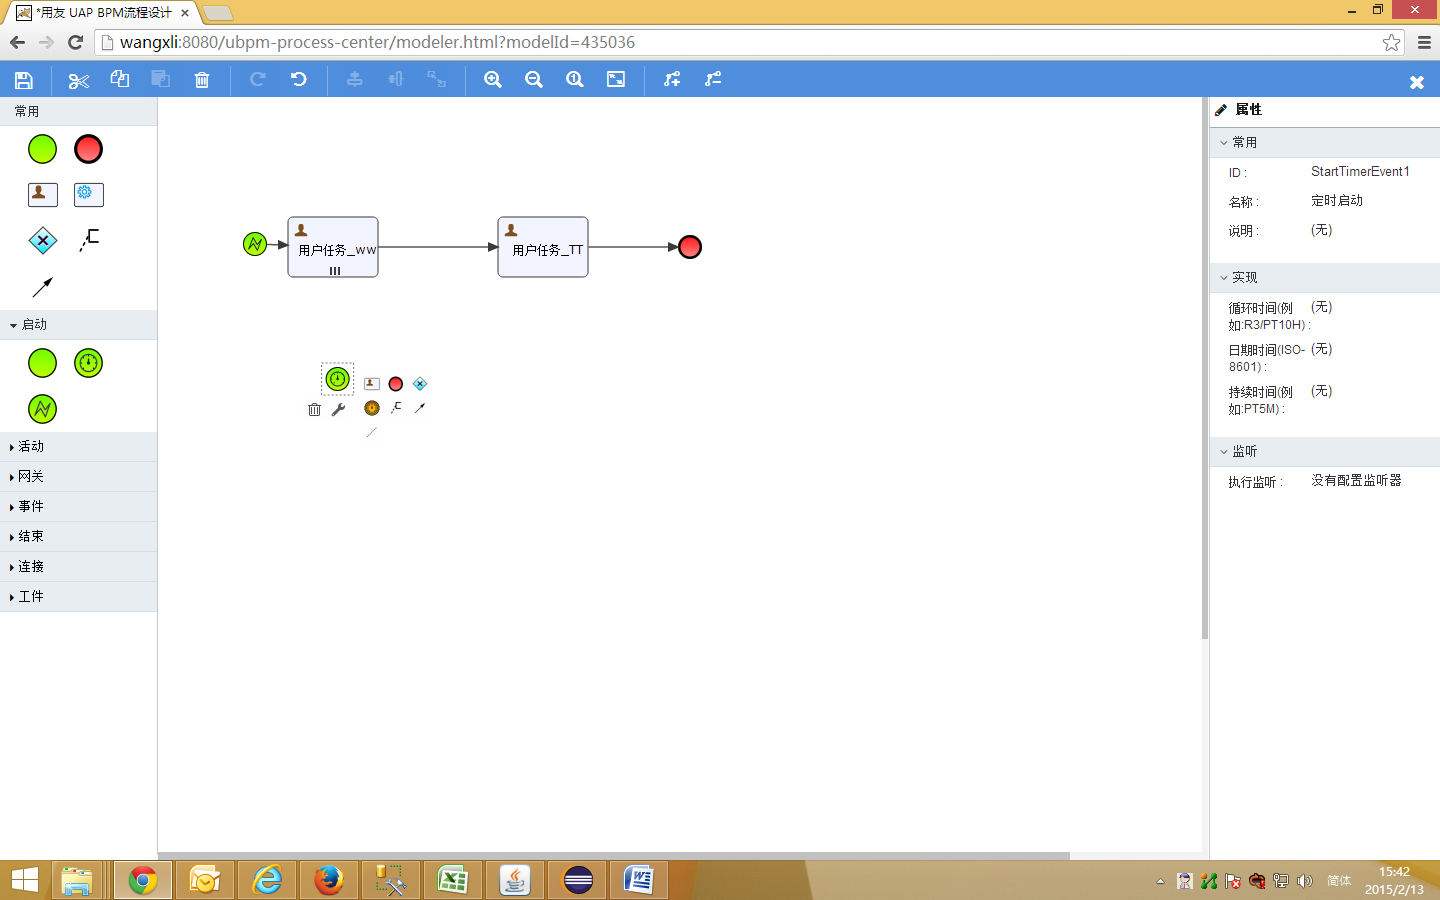 *用友 UAP BPM流程设计
wangxli:8080/ubpm-process-center/modeler.html?modelId=435036
常用
启动
活动
网关
事件
结束
连接
工件
用户任务_ww
用户任务_TT
属性
常用
ID : StartTimerEvent1
名称 : 定时启动
说明 : (无)
实现
循环时间(例 (无)
如:R3/PT10H) :
日期时间(ISO- (无)
8601) :
持续时间(例 (无)
如:PT5M) :
监听
执行监听 : 没有配置监听器
简体
15:42
2015/2/13